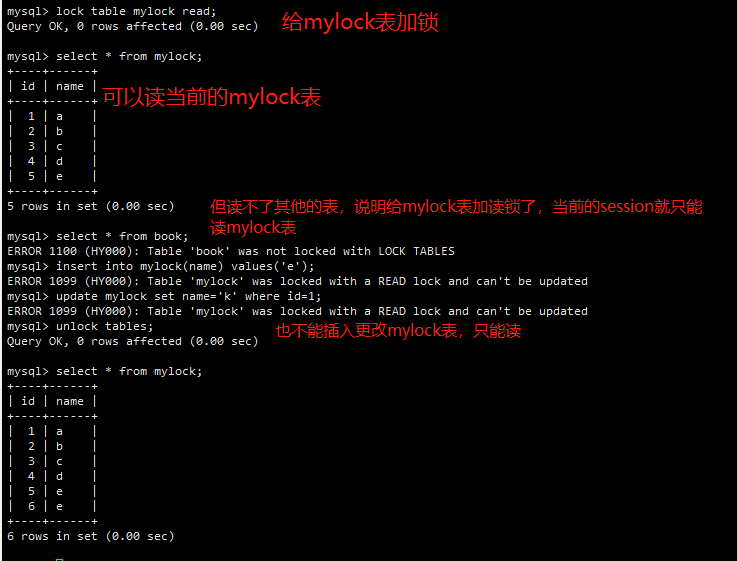 mysql> lock table mylock read;
Query OK, 0 rows affected (0.00 sec)
给mylock表加锁
mysql> select * from mylock;
+----+------+
| id | name |
+----+------+
可以读当前的mylock表
| 1 | a |
| 2 | b |
| 3 | c |
| 4 | d |
| 5 | e |
+----+------+
5 rows in set (0.00 sec)
但读不了其他的表，说明给mylock表加读锁了，当前的session就只能
读mylock表
mysql> select * from book;
ERROR 1100 (HY000): Table 'book' was not locked with LOCK TABLES
mysql> insert into mylock(name) values('e');
ERROR 1099 (HY000): Table 'mylock' was locked with a READ lock and can't be updated
mysql> update mylock set name='k' where id=1;
ERROR 1099 (HY000): Table 'mylock' was locked with a READ lock and can't be updated
mysql> unlock tables;
也不能插入更改mylock表，只能读
Query OK, 0 rows affected (0.00 sec)
mysql> select * from mylock;
+----+------+
| id | name |
+----+------+
| 1 | a |
| 2 | b |
| 3 | c |
| 4 | d |
| 5 | e |
| 6 | e |
+----+------+
6 rows in set (0.00 sec)